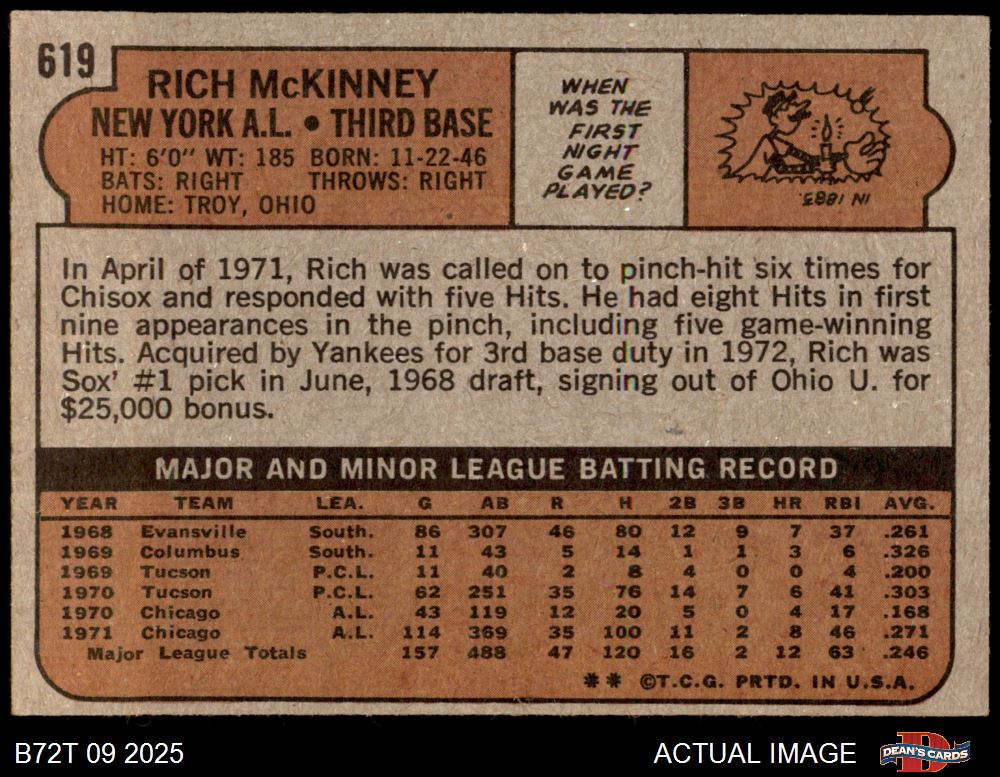 619
RICH McKINNEY
NEW YORK A.L. • THIRD BASE
HT: 6'0" WT: 185 BORN: 11-22-46
BATS: RIGHT THROWS: RIGHT
HOME: TROY, OHIO
WHEN
WAS THE
FIRST
NIGHT
GAME
PLAYED?
IN 1883
In April of 1971, Rich was called on to pinch-hit six times for
Chisox and responded with five Hits. He had eight Hits in first
nine appearances in the pinch, including five game-winning
Hits. Acquired by Yankees for 3rd base duty in 1972, Rich was
Sox' #1 pick in June, 1968 draft, signing out of Ohio U. for
$25,000 bonus.
MAJOR AND MINOR LEAGUE BATTING RECORD
YEAR TEAM LEA. G AB R H 2B 3B HR RBI AVG.
1968 Evansville South. 86 307 46 80 12 9 7 37 .261
1969 Columbus South. 11 43 5 14 1 1 3 6 .326
1969 Tucson P.C.L. 11 40 2 8 4 0 0 4 .200
1970 Tucson P.C.L. 62 251 35 76 14 7 6 41 .303
1970 Chicago A.L. 43 119 12 20 5 0 4 17 .168
1971 Chicago A.L. 114 369 35 100 11 2 8 46 .271
Major League Totals 157 488 47 120 16 2 12 63 .246
** ©T.C.G. PRTD. IN U.S.A.
B72T 09 2025 ACTUAL IMAGE DEAN'S CARDS